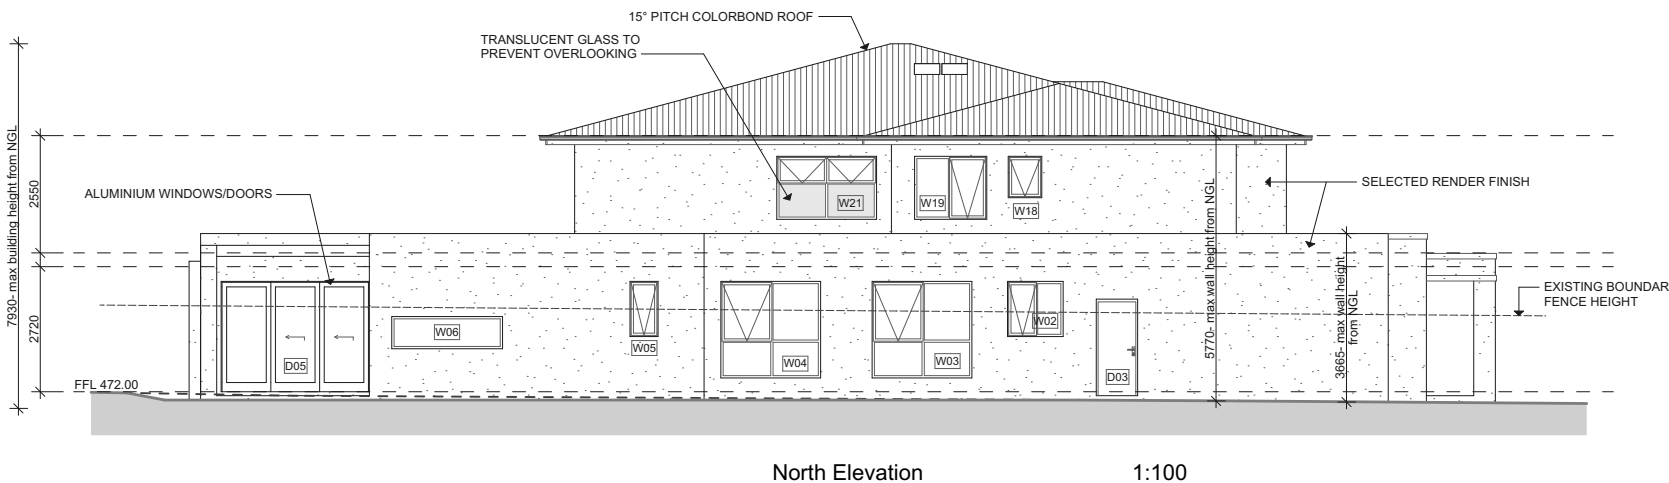 15° PITCH COLORBOND ROOF
TRANSLUCENT GLASS TO
PREVENT OVERLOOKING
7930- max building height from NGL
2550
2720
ALUMINIUM WINDOWS/DOORS
SELECTED RENDER FINISH
W21
W19
W18
5770- max wall height from NGL
3665- max wall height
from NGL
EXISTING BOUNDAR
FENCE HEIGHT
W06
W05
W04
W03
W02
D05
D03
FFL 472.00
North Elevation
1:100